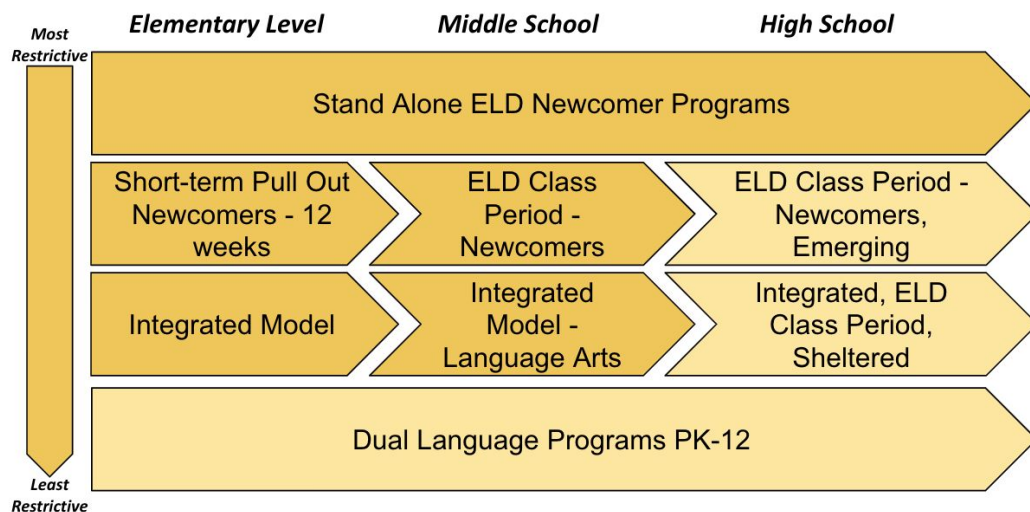 Elementary Level
Middle School
High School
Most
Restrictive
Stand Alone ELD Newcomer Programs
Short-term Pull Out
Newcomers - 12
weeks
ELD Class
Period -
Newcomers
ELD Class Period -
Newcomers,
Emerging
Integrated Model
Integrated
Model -
Language Arts
Integrated, ELD
Class Period,
Sheltered
Dual Language Programs PK-12
Least
Restrictive